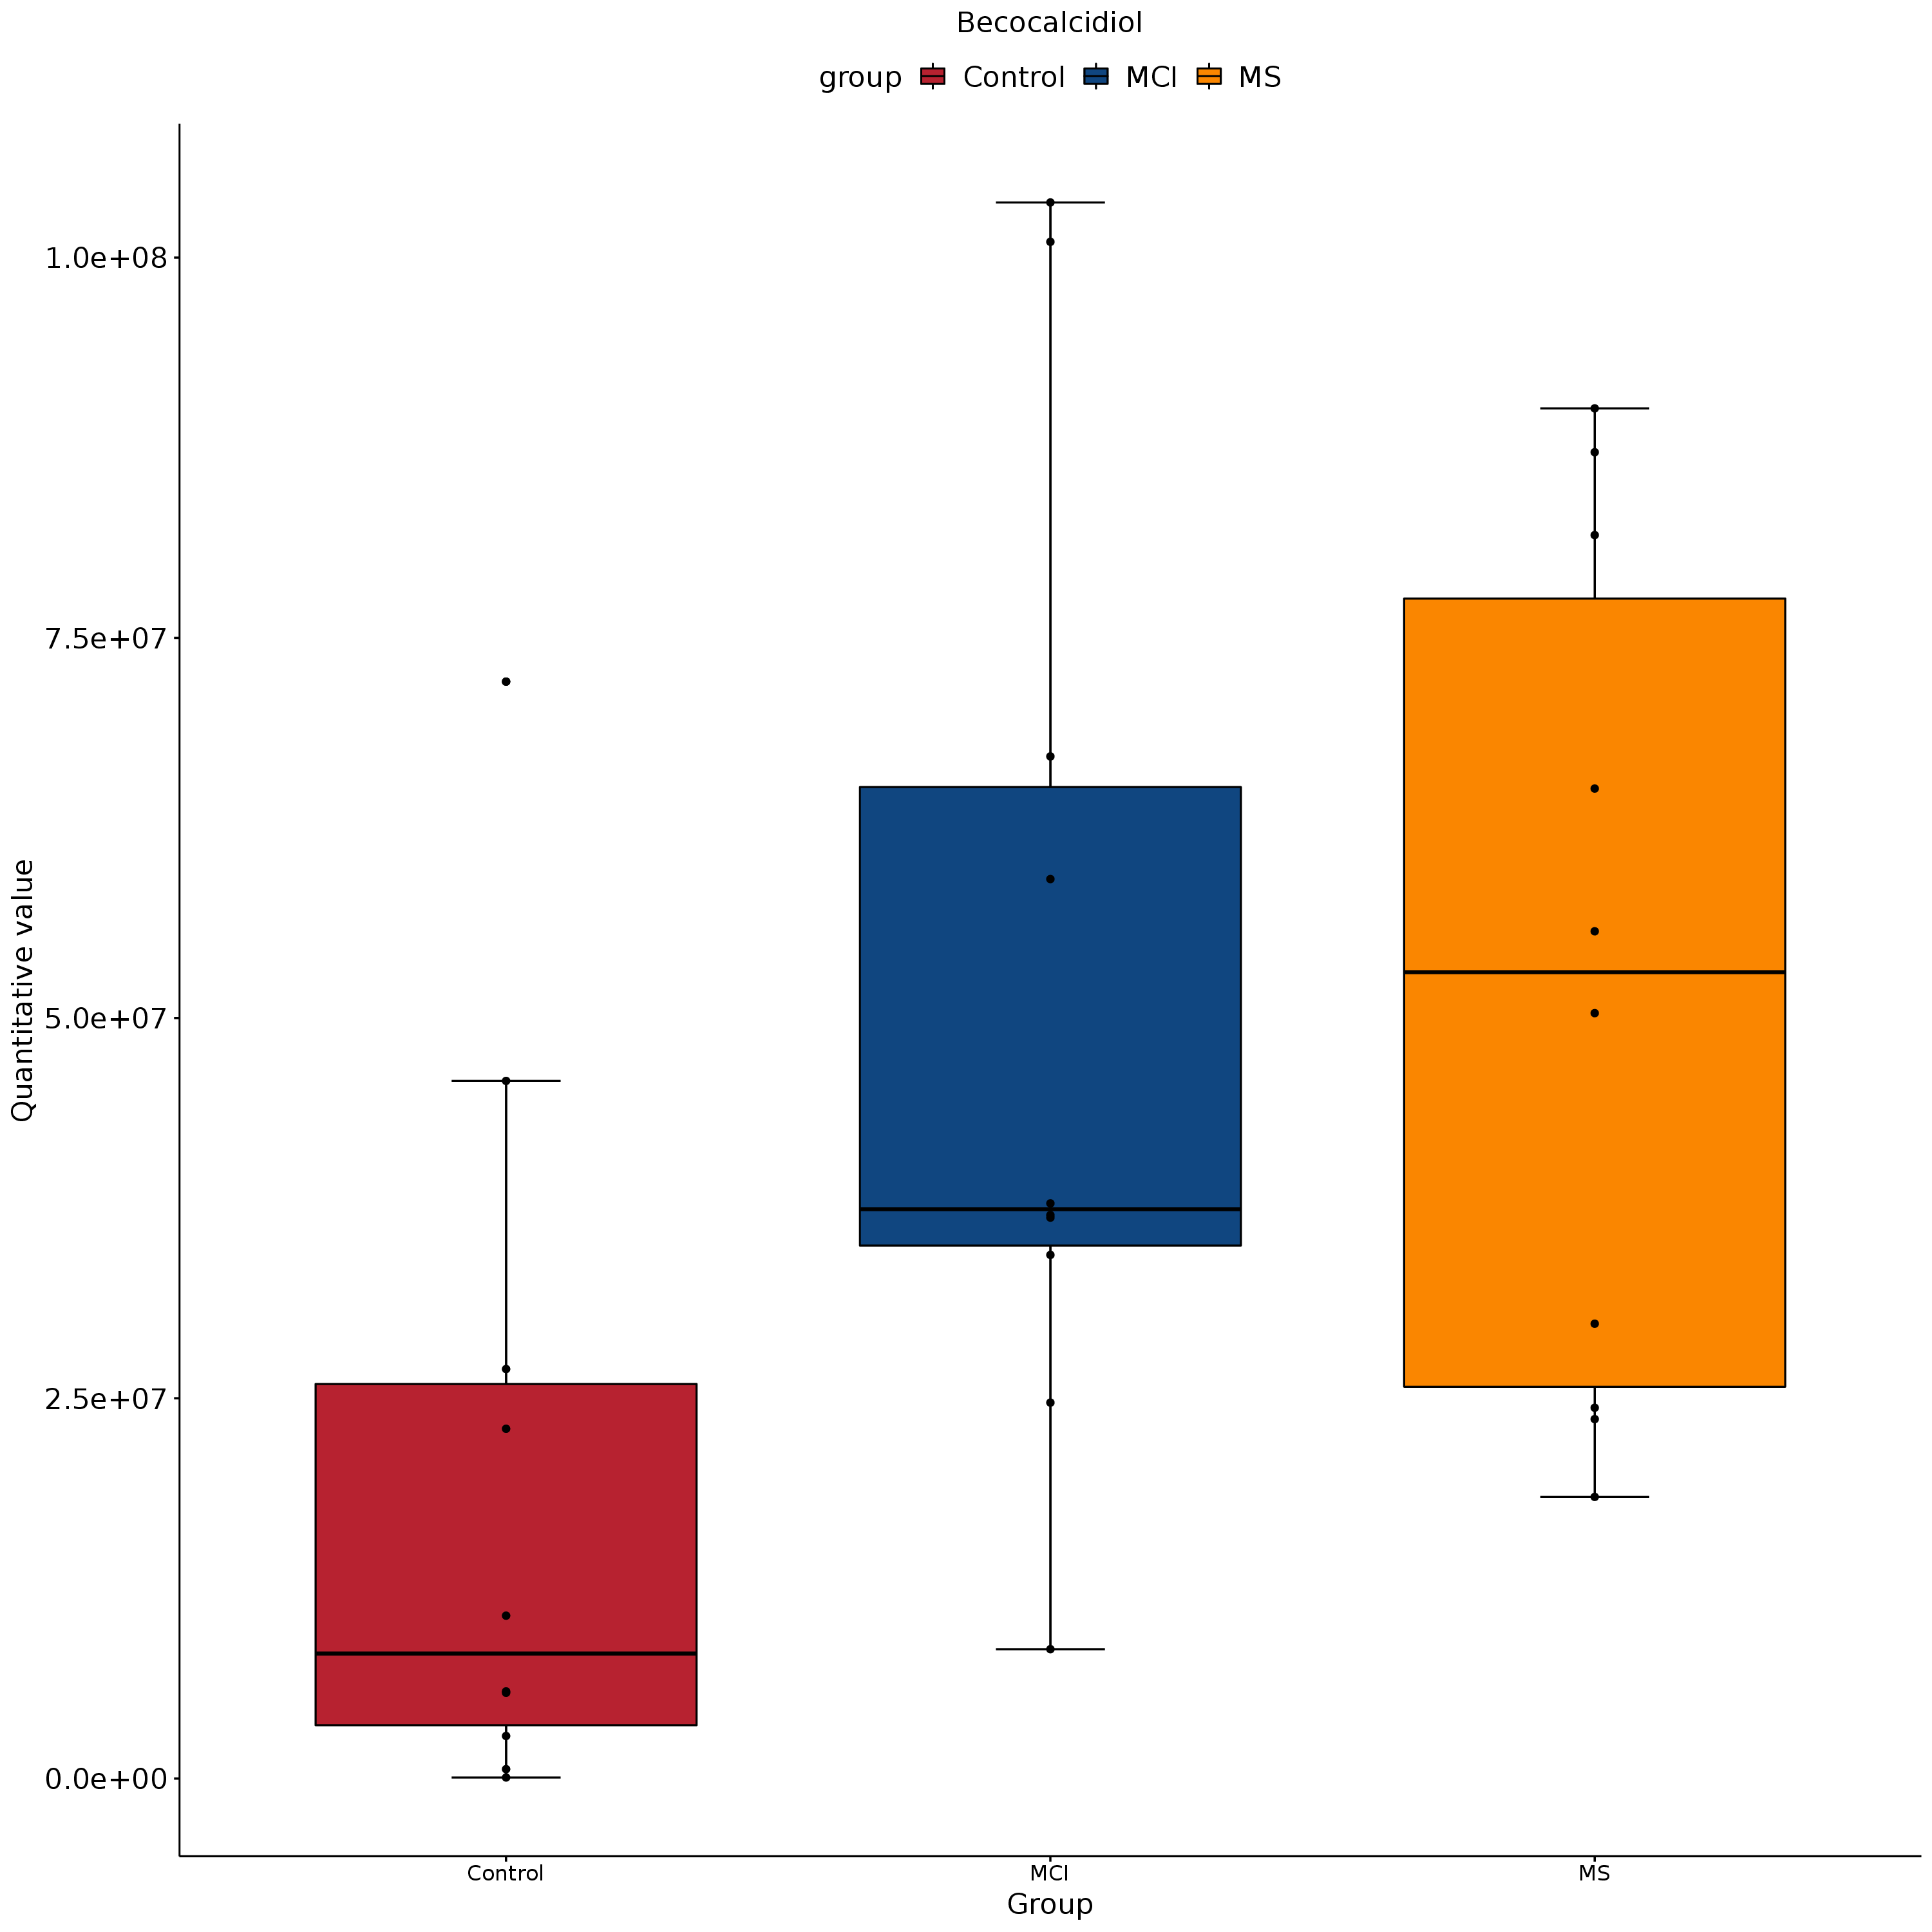 Becocalcidiol
group Control MCI MS
1.0e+08
7.5e+07
5.0e+07
2.5e+07
0.0e+00
Quantitative value
Control MCI MS
Group